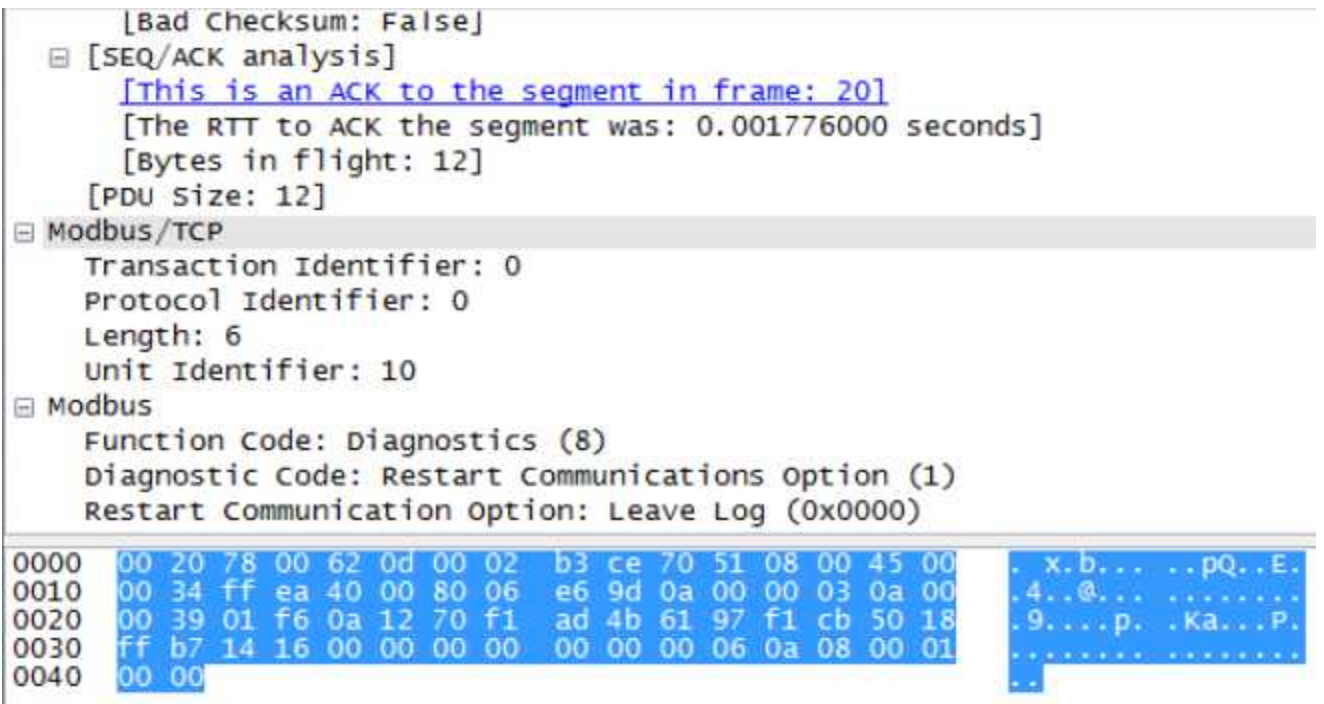 [Bad Checksum: False]
[SEQ/ACK analysis]
[This is an ACK to the segment in frame: 20]
[The RTT to ACK the segment was: 0.001776000 seconds]
[Bytes in flight: 12]
[PDU Size: 12]
Modbus/TCP
Transaction Identifier: 0
Protocol Identifier: 0
Length: 6
Unit Identifier: 10
Modbus
Function Code: Diagnostics (8)
Diagnostic Code: Restart Communications Option (1)
Restart Communication Option: Leave Log (0x0000)
0000 00 20 78 00 62 0d 00 02 b3 ce 70 51 08 00 45 00 . x.b... ..pQ..E.
0010 00 34 ff ea 40 00 80 06 e6 9d 0a 00 00 03 0a 00 .4..@... ........
0020 00 39 01 f6 0a 12 70 f1 ad 4b 61 97 f1 cb 50 18 .9....p. .Ka...P.
0030 ff b7 14 16 00 00 00 00 00 00 00 06 0a 08 00 01 ........ ........
0040 00 00 ..